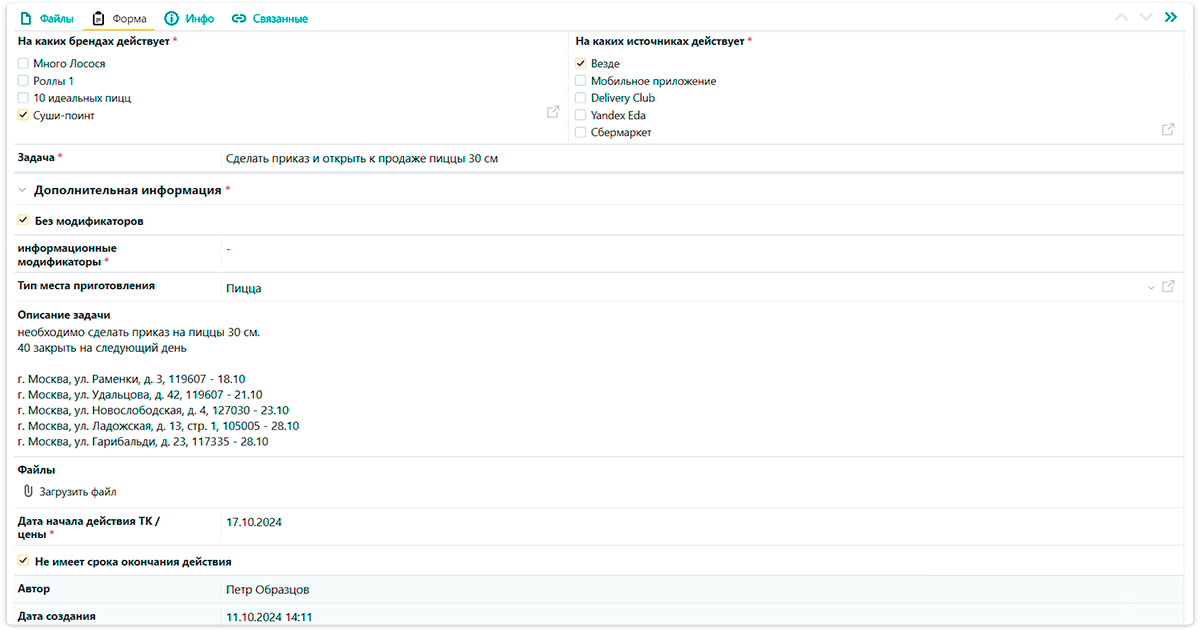 Файлы Форма Инфо Связанные
На каких брендах действует *
Много Лосося
Роллы 1
10 идеальных пицц
Суши-поинт
На каких источниках действует *
Везде
Мобильное приложение
Delivery Club
Yandex Eda
Сбермаркет
Задача * Сделать приказ и открыть к продаже пиццы 30 см
Дополнительная информация *
Без модификаторов
информационные
модификаторы * -
Тип места приготовления Пицца
Описание задачи
необходимо сделать приказ на пиццы 30 см.
40 закрыть на следующий день
г. Москва, ул. Раменки, д. 3, 119607 - 18.10
г. Москва, ул. Удальцова, д. 42, 119607 - 21.10
г. Москва, ул. Новослободская, д. 4, 127030 - 23.10
г. Москва, ул. Ладожская, д. 13, стр. 1, 105005 - 28.10
г. Москва, ул. Гарибальди, д. 23, 117335 - 28.10
Файлы
Загрузить файл
Дата начала действия ТК /
цены * 17.10.2024
Не имеет срока окончания действия
Автор Петр Образцов
Дата создания 11.10.2024 14:11